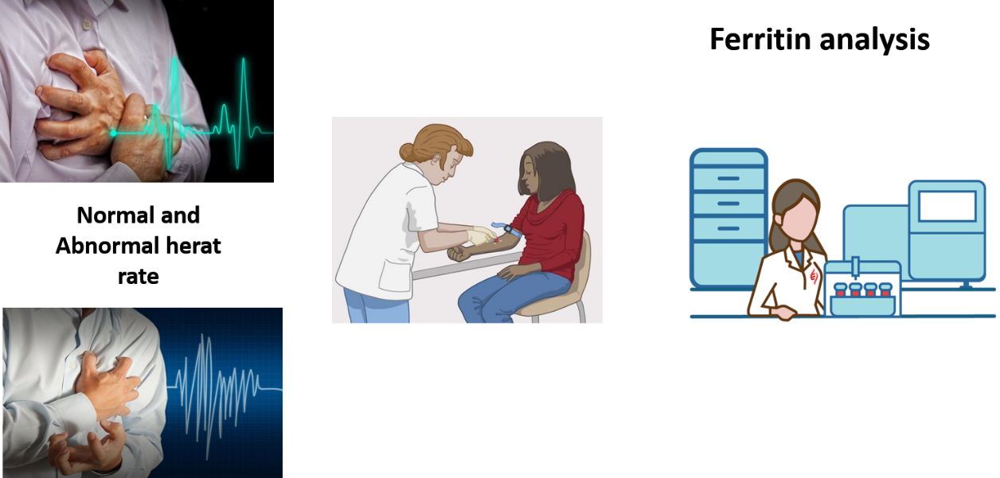 Ferritin analysis
Normal and
Abnormal herat
rate